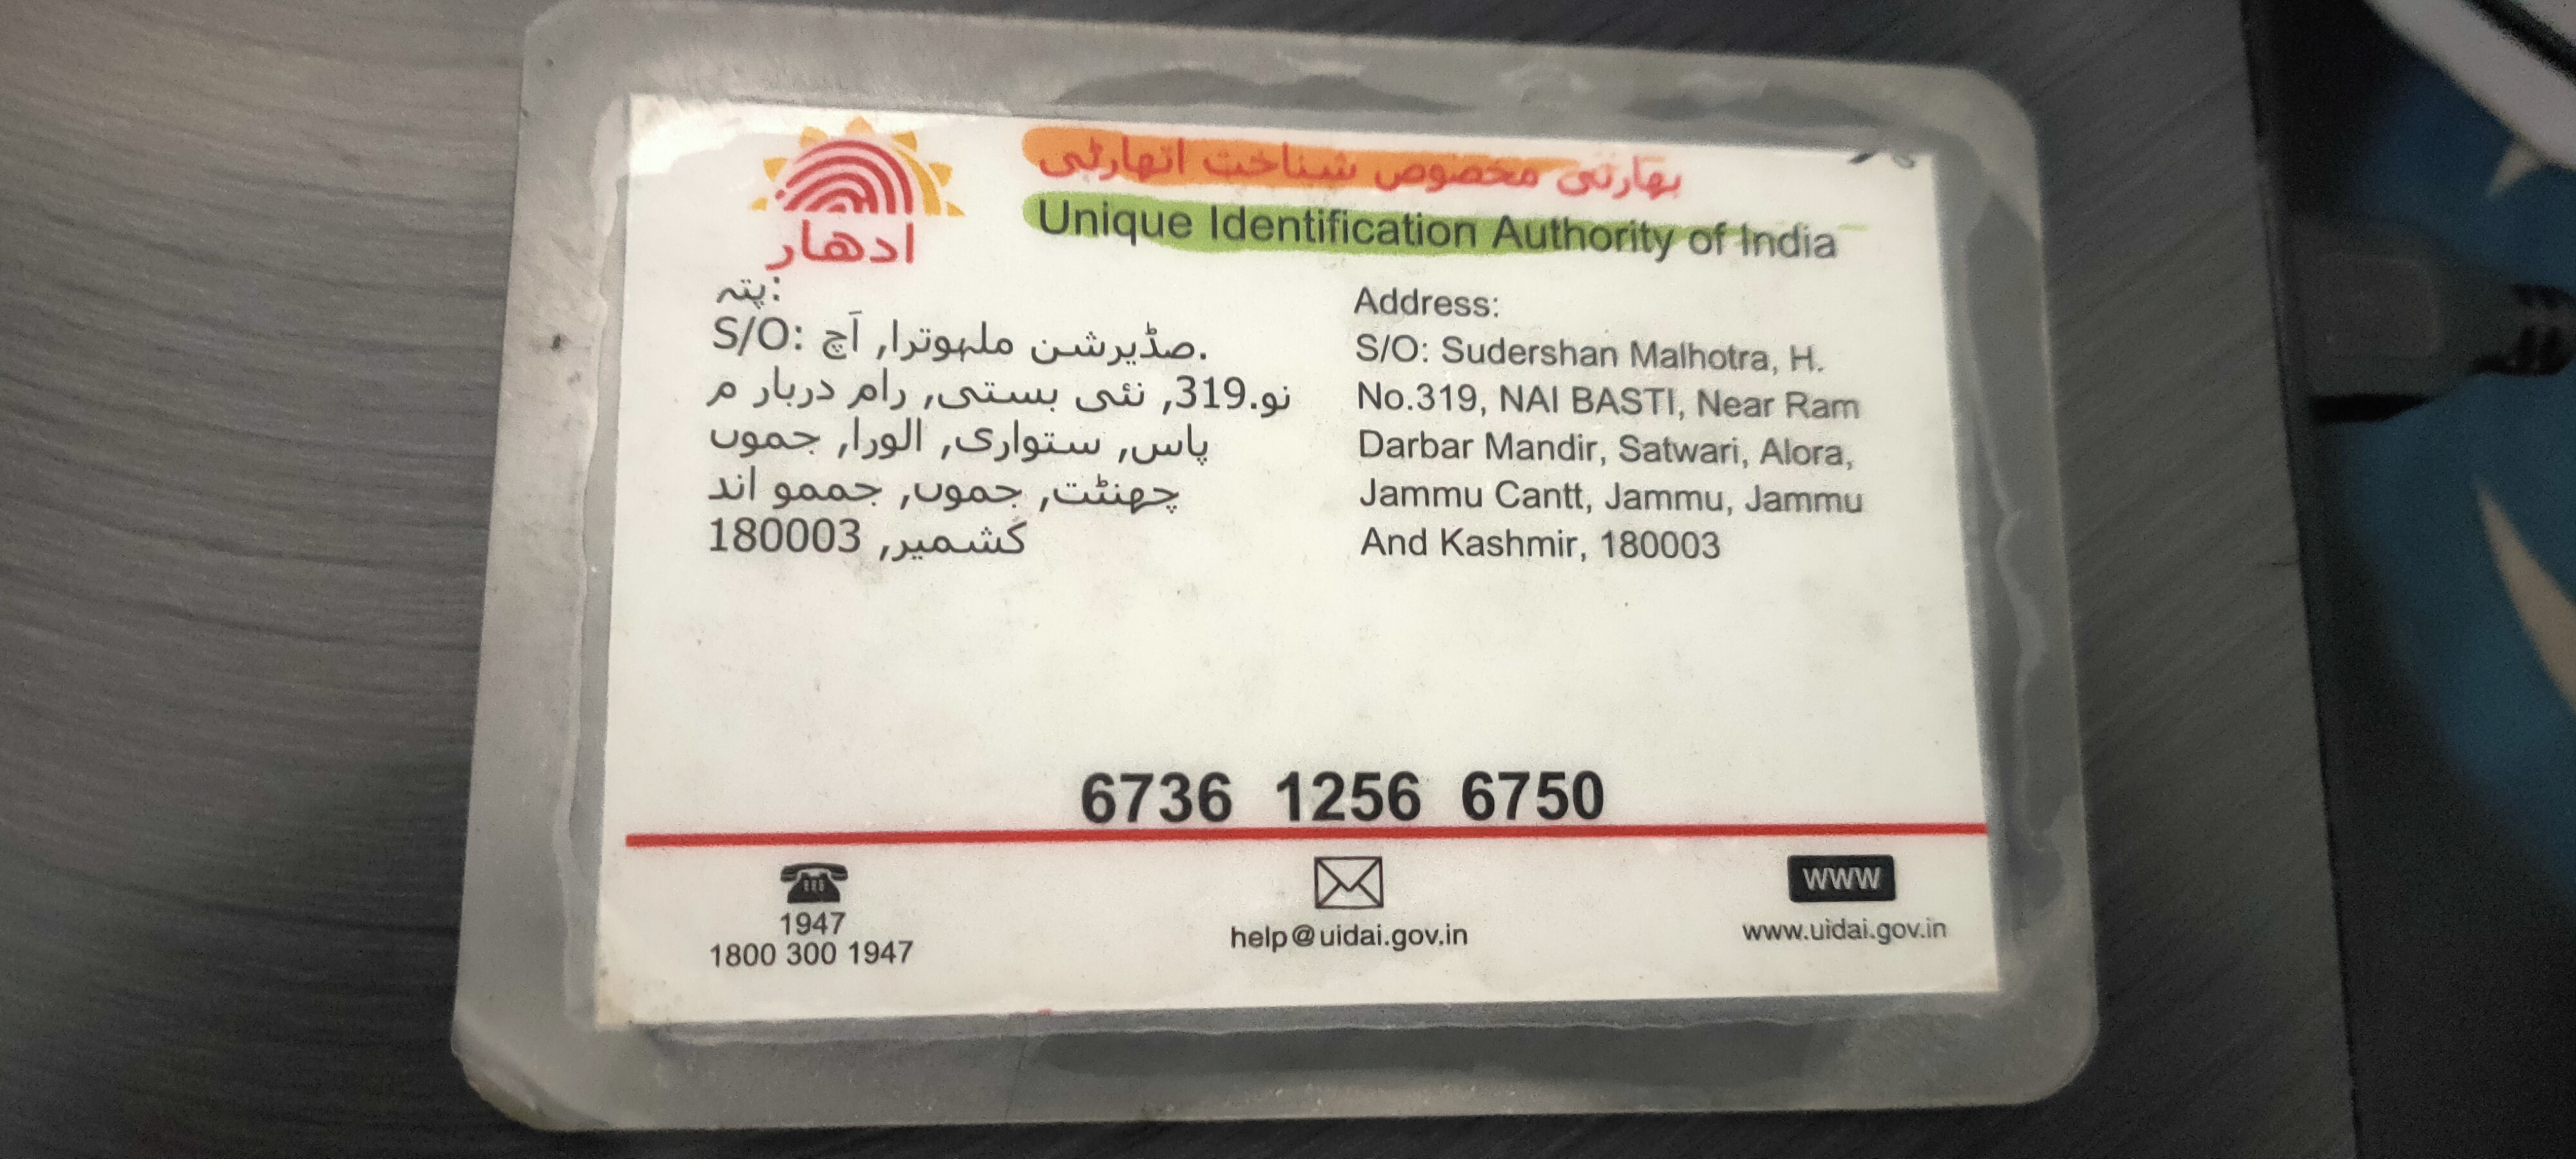 بھارتی مخصوص شناخت اتھارٹی
Unique Identification Authority of India
ادھار
پتہ:
S/O: صڈیرشن ملہوترا, اَچ.
نو.319, نئی بستی, رام دربار م
پاس, ستواری, الورا, جموں
چھنٹت, جموں, جممو اند
کشمیر, 180003
Address:
S/O: Sudershan Malhotra, H.
No.319, NAI BASTI, Near Ram
Darbar Mandir, Satwari, Alora,
Jammu Cantt, Jammu, Jammu
And Kashmir, 180003
6736 1256 6750
1947
1800 300 1947
help@uidai.gov.in
WWW
www.uidai.gov.in